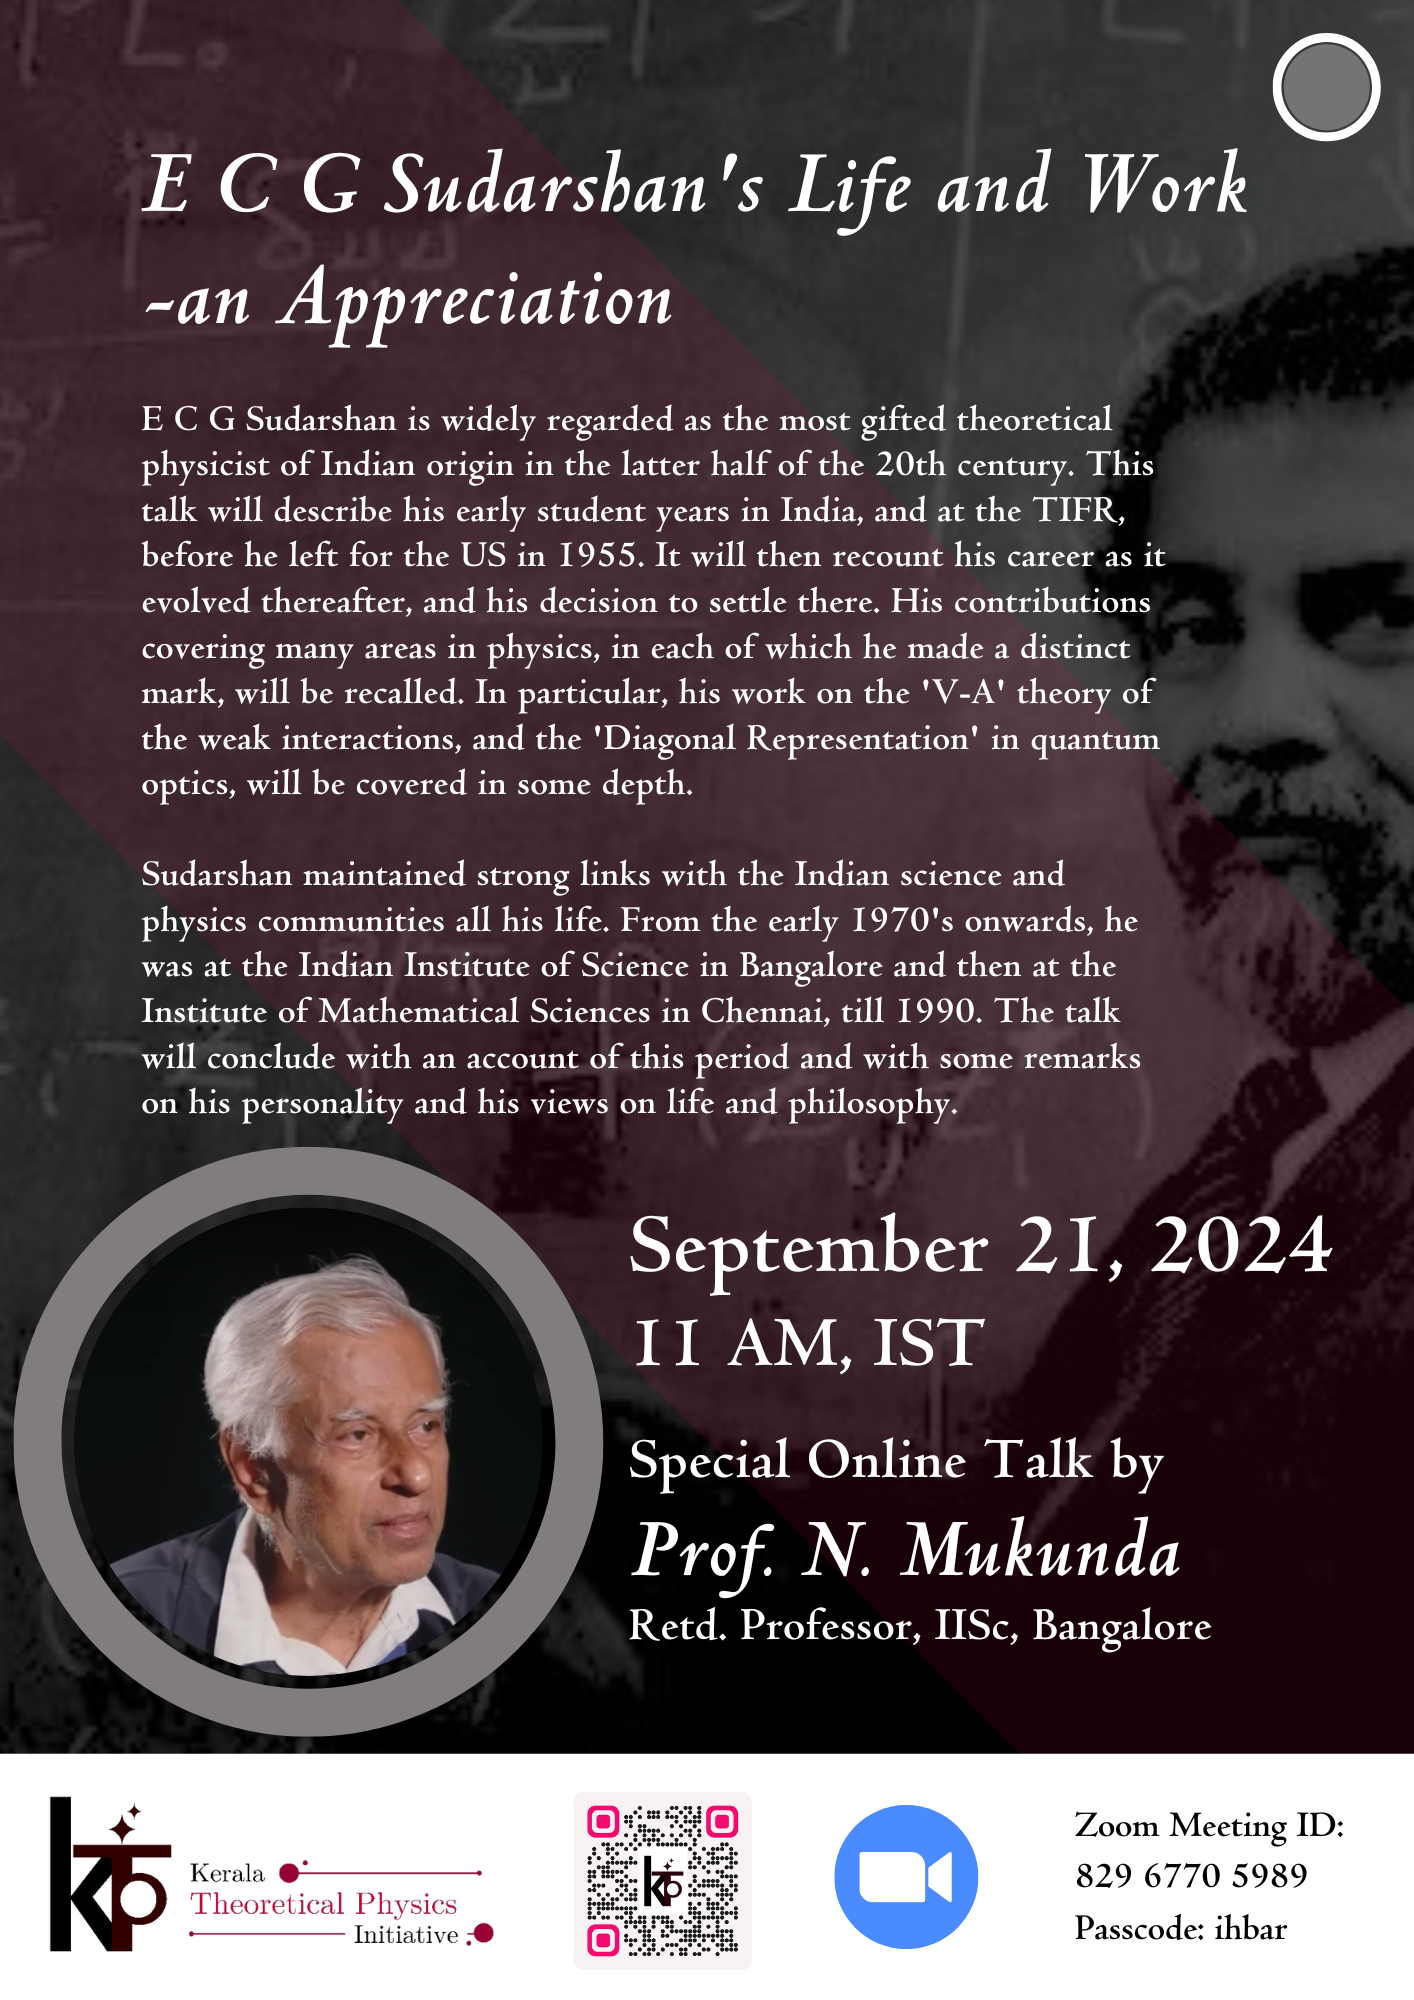 E C G Sudarshan's Life and Work
-an Appreciation
E C G Sudarshan is widely regarded as the most gifted theoretical
physicist of Indian origin in the latter half of the 20th century. This
talk will describe his early student years in India, and at the TIFR,
before he left for the US in 1955. It will then recount his career as it
evolved thereafter, and his decision to settle there. His contributions
covering many areas in physics, in each of which he made a distinct
mark, will be recalled. In particular, his work on the 'V-A' theory of
the weak interactions, and the 'Diagonal Representation' in quantum
optics, will be covered in some depth.
Sudarshan maintained strong links with the Indian science and
physics communities all his life. From the early 1970's onwards, he
was at the Indian Institute of Science in Bangalore and then at the
Institute of Mathematical Sciences in Chennai, till 1990. The talk
will conclude with an account of this period and with some remarks
on his personality and his views on life and philosophy.
September 21, 2024
11 AM, IST
Special Online Talk by
Prof. N. Mukunda
Retd. Professor, IISc, Bangalore
Kerala
Theoretical Physics
Initiative
Zoom Meeting ID:
829 6770 5989
Passcode: ihbar